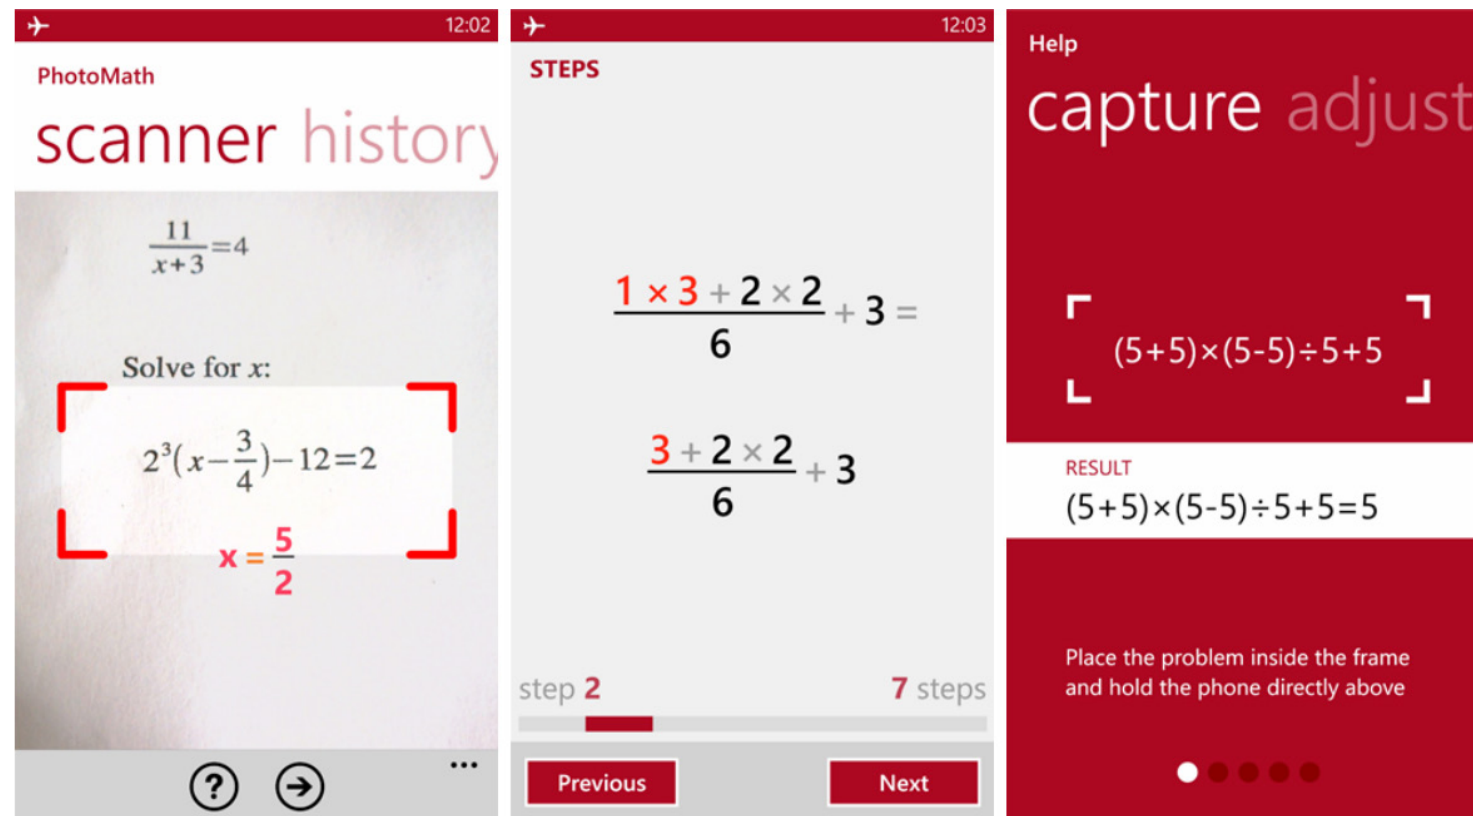 12:02
PhotoMath
scanner history
11
x+3
=4
Solve for x:
2³(x-3/4)-12=2
x = 5/2
?
12:03
STEPS
1 × 3 + 2 × 2
6
+ 3 =
3 + 2 × 2
6
+ 3
step 2 7 steps
Previous Next
Help
capture adjust
(5+5)×(5-5)÷5+5
RESULT
(5+5)×(5-5)÷5+5=5
Place the problem inside the frame
and hold the phone directly above